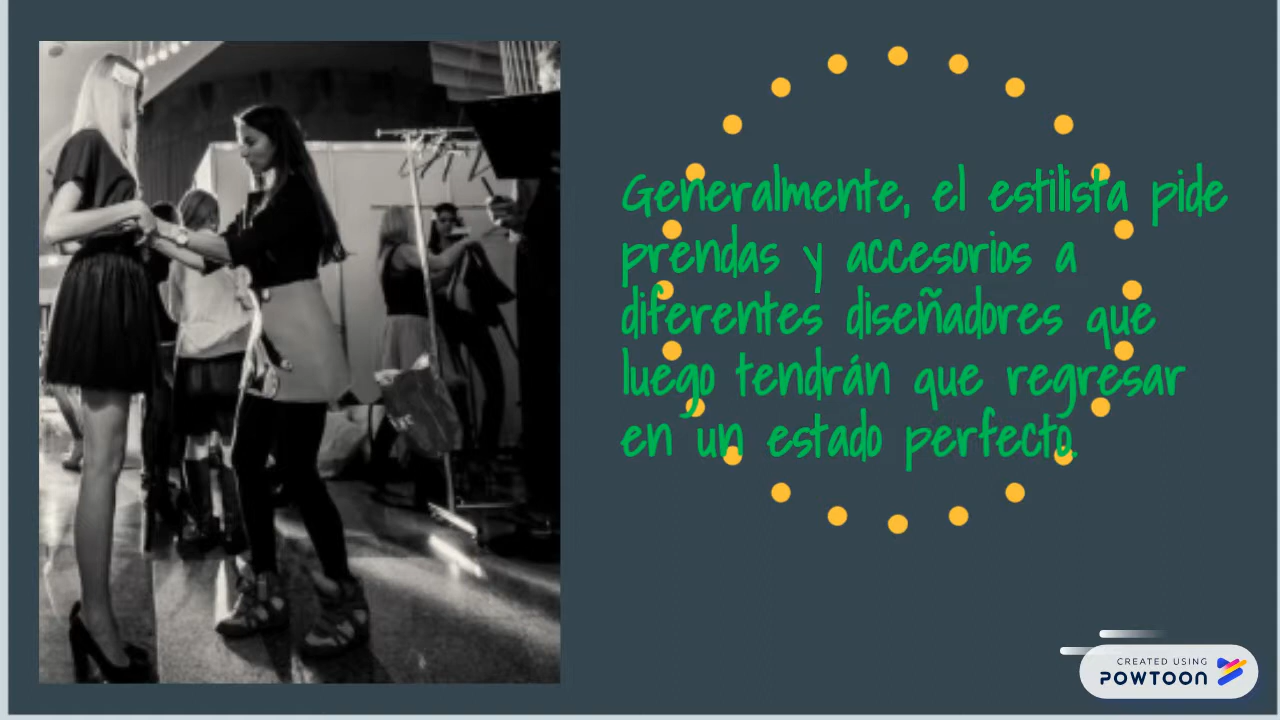 Generalmente, el estilista pide
prendas y accesorios a
diferentes diseñadores que
luego tendrán que regresar
en un estado perfecto.
CREATED USING
POWTOON